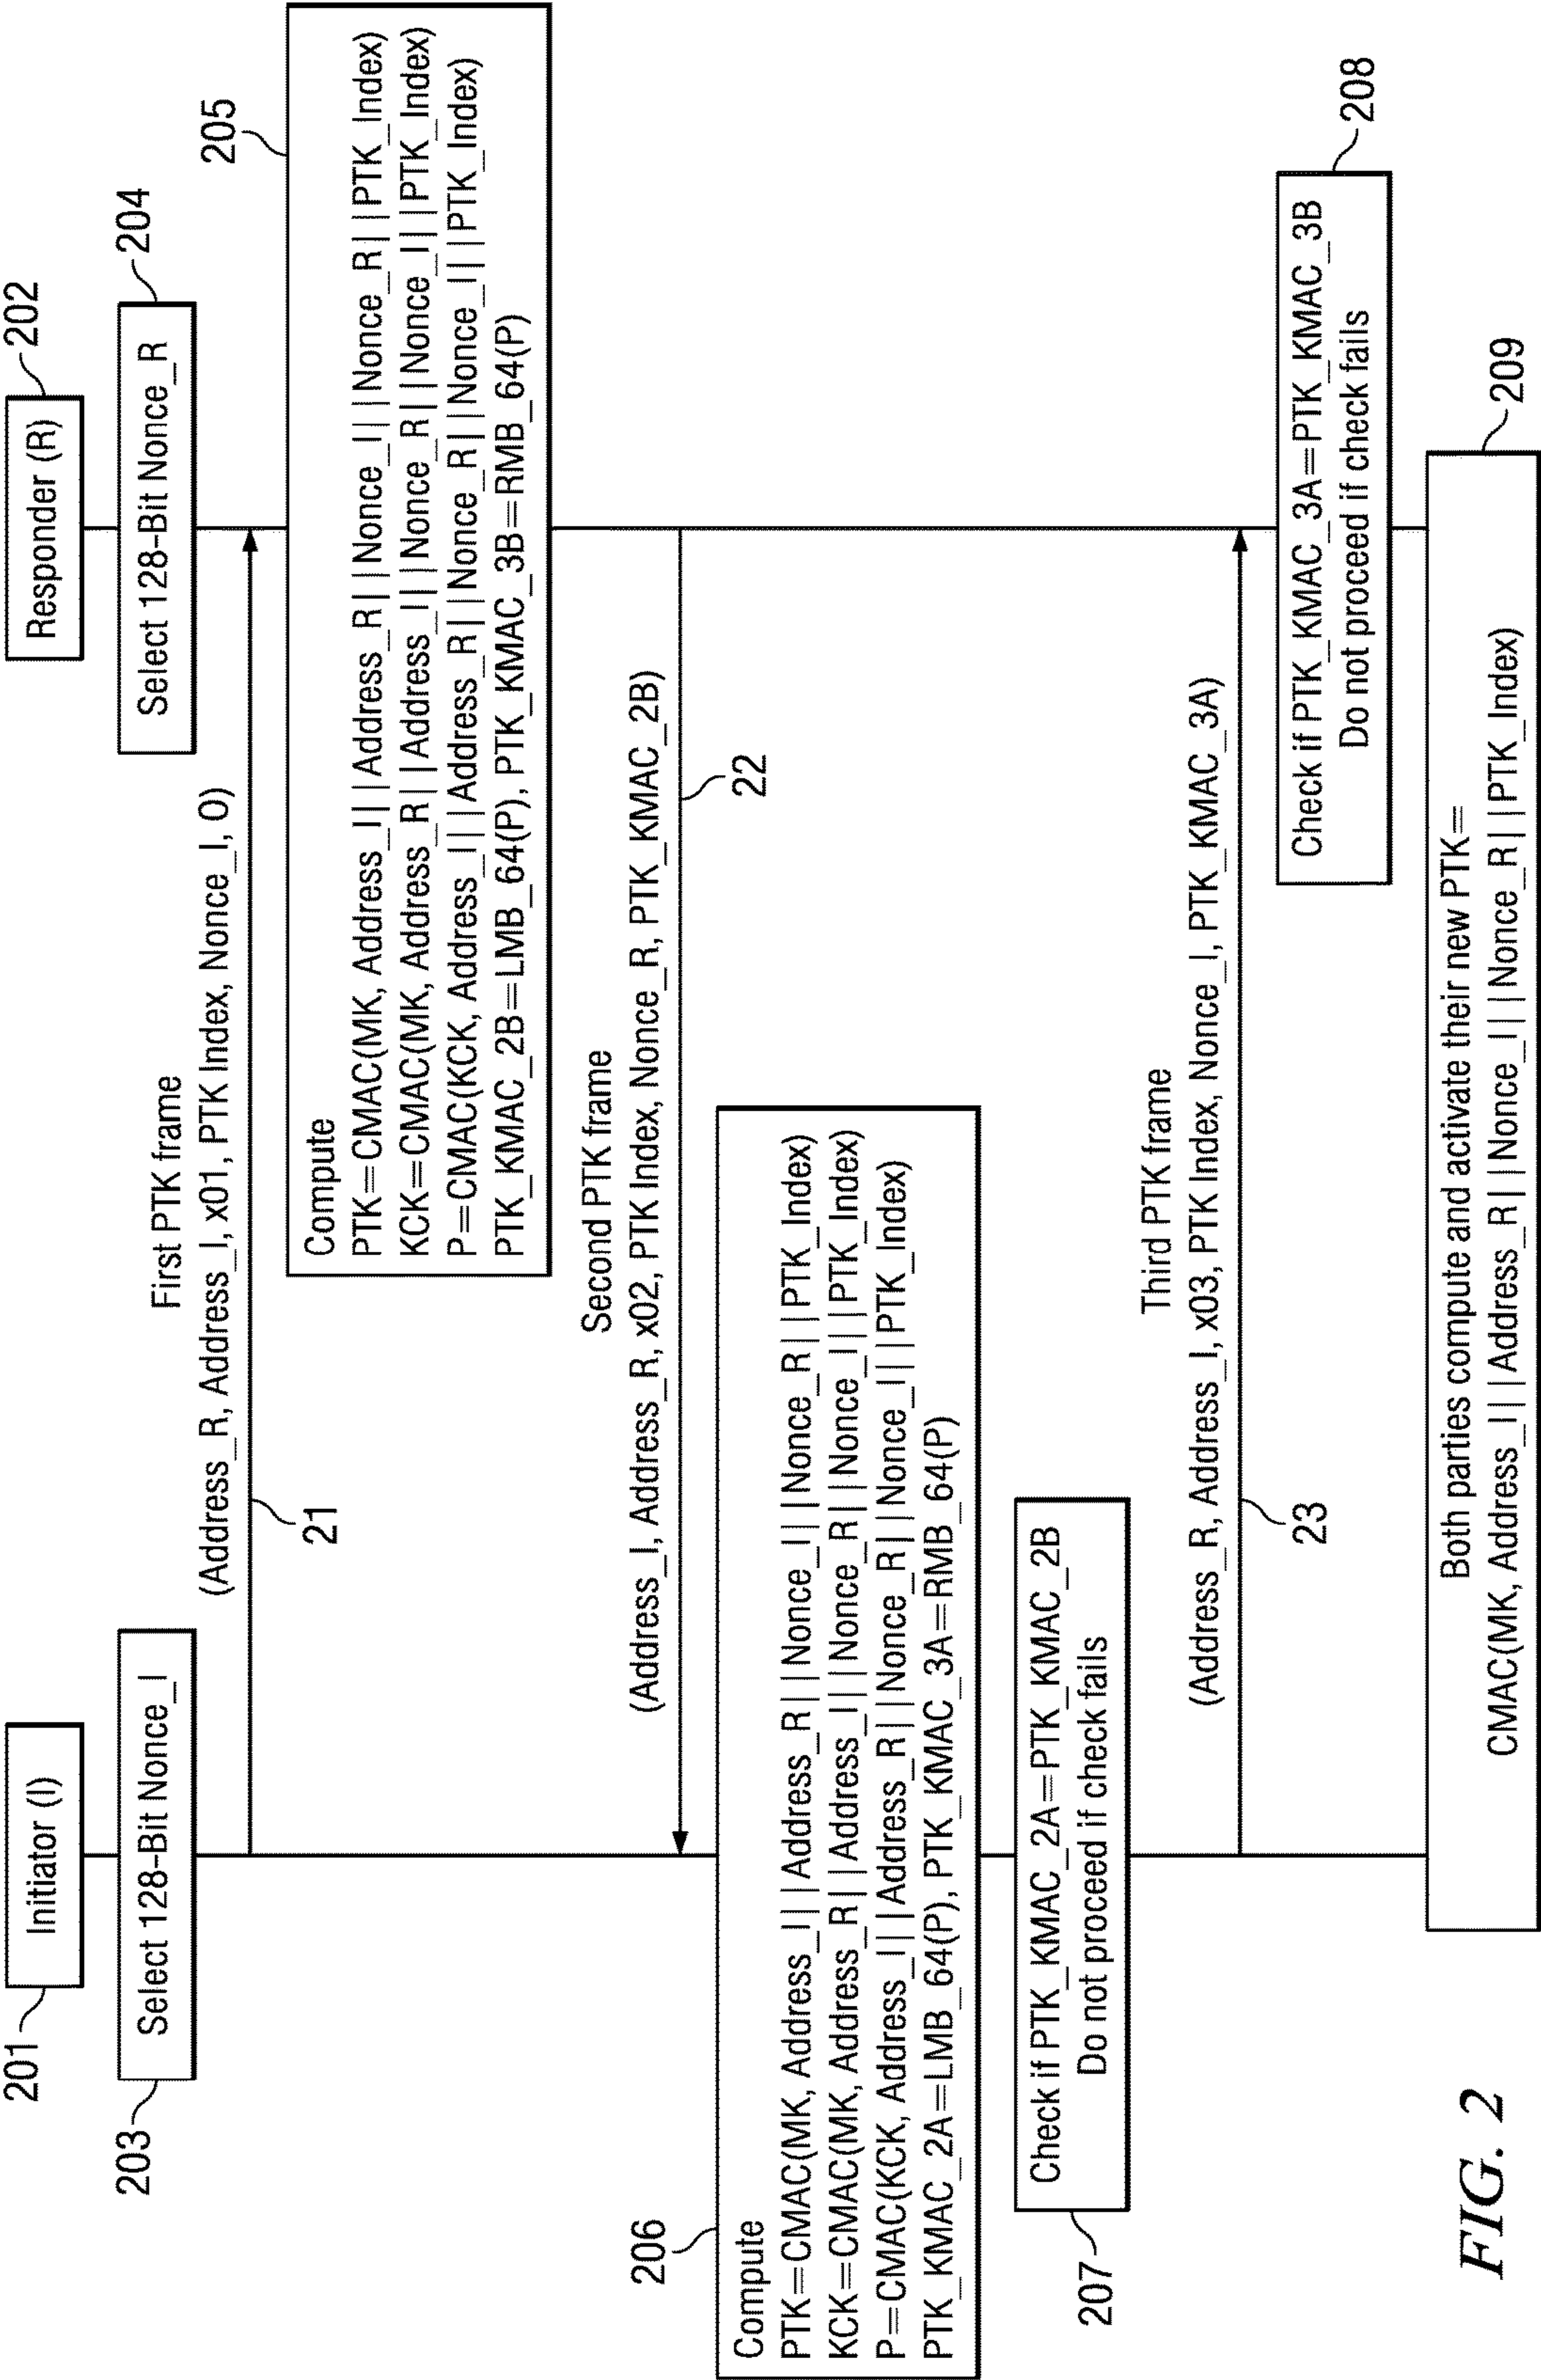 201
Initiator (I)
Responder (R)
202
203
Select 128-Bit Nonce_I
Select 128-Bit Nonce_R
204
First PTK frame
(Address_R, Address_I, x01, PTK Index, Nonce_I, 0)
21
205
Compute
PTK=CMAC(MK, Address_I||Address_R||Nonce_I||Nonce_R||PTK_Index)
KCK=CMAC(MK, Address_R||Address_I||Nonce_R||Nonce_I||PTK_Index)
P=CMAC(KCK, Address_I||Address_R||Nonce_R||Nonce_I||PTK_Index)
PTK_KMAC_2B=LMB_64(P), PTK_KMAC_3B=RMB_64(P)
Second PTK frame
(Address_I, Address_R, x02, PTK Index, Nonce_R, PTK_KMAC_2B)
22
206
Compute
PTK=CMAC(MK, Address_I||Address_R||Nonce_I||Nonce_R||PTK_Index)
KCK=CMAC(MK, Address_R||Address_I||Nonce_R||Nonce_I||PTK_Index)
P=CMAC(KCK, Address_I||Address_R||Nonce_R||Nonce_I||PTK_Index)
PTK_KMAC_2A=LMB_64(P), PTK_KMAC_3A=RMB_64(P)
207
Check if PTK_KMAC_2A=PTK_KMAC_2B
Do not proceed if check fails
Third PTK frame
(Address_R, Address_I, x03, PTK Index, Nonce_I, PTK_KMAC_3A)
23
Check if PTK_KMAC_3A=PTK_KMAC_3B
Do not proceed if check fails
208
209
Both parties compute and activate their new PTK=
CMAC(MK, Address_I||Address_R||Nonce_I||Nonce_R||PTK_Index)
FIG. 2